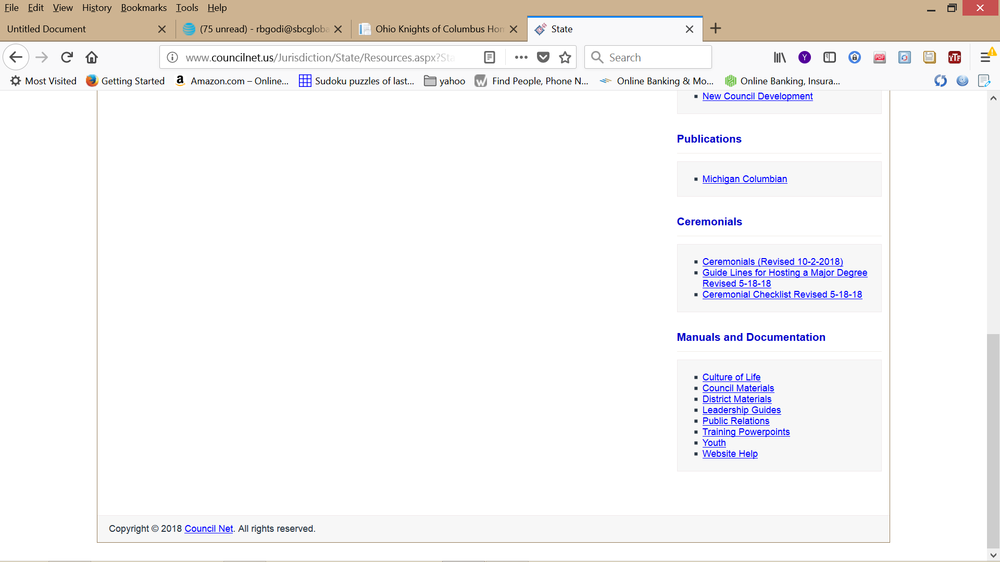 File Edit View History Bookmarks Tools Help
Untitled Document
(75 unread) - rbgodi@sbcgloba
Ohio Knights of Columbus Hom
State
www.councilnet.us/Jurisdiction/State/Resources.aspx?Sta
Search
Y
PDF
YTF
Most Visited
Getting Started
Amazon.com – Online...
Sudoku puzzles of last...
yahoo
Find People, Phone N...
Online Banking & Mo...
Online Banking, Insura...
New Council Development
Publications
Michigan Columbian
Ceremonials
Ceremonials (Revised 10-2-2018)
Guide Lines for Hosting a Major Degree
Revised 5-18-18
Ceremonial Checklist Revised 5-18-18
Manuals and Documentation
Culture of Life
Council Materials
District Materials
Leadership Guides
Public Relations
Training Powerpoints
Youth
Website Help
Copyright © 2018 Council Net. All rights reserved.